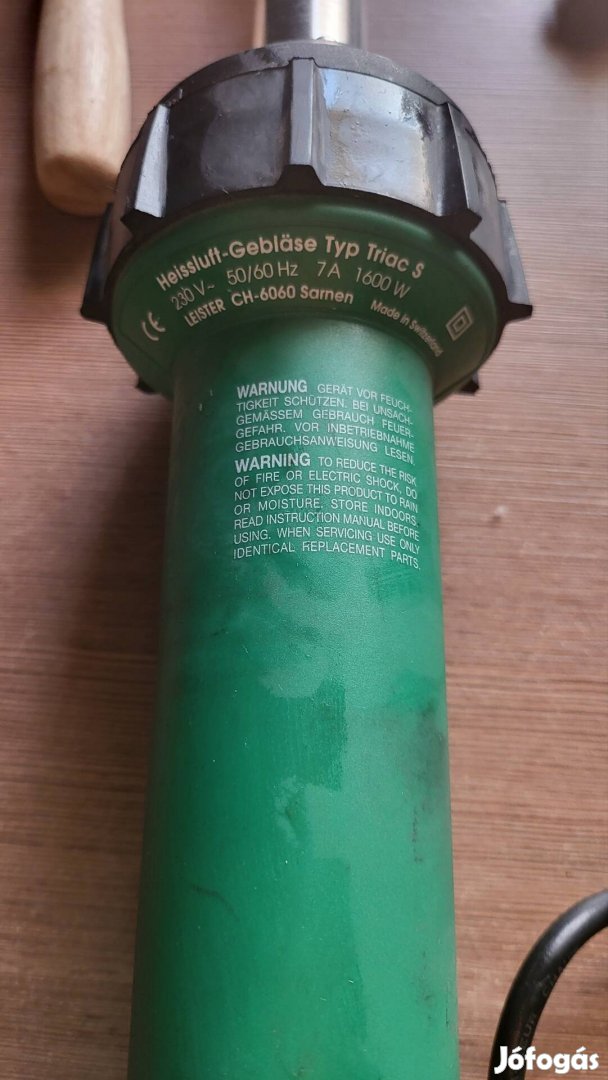 Heissluft-Gebläse Typ Triac S
230 V~ 50/60 Hz 7A 1600 W
CE LEISTER CH-6060 Sarnen Made in Switzerland
WARNUNG GERÄT VOR FEUCH-
TIGKEIT SCHÜTZEN. BEI UNSACH-
GEMÄSSEM GEBRAUCH FEUER-
GEFAHR. VOR INBETRIEBNAHME
GEBRAUCHSANWEISUNG LESEN.
WARNING TO REDUCE THE RISK
OF FIRE OR ELECTRIC SHOCK, DO
NOT EXPOSE THIS PRODUCT TO RAIN
OR MOISTURE. STORE INDOORS.
READ INSTRUCTION MANUAL BEFORE
USING. WHEN SERVICING USE ONLY
IDENTICAL REPLACEMENT PARTS.
Jófogás